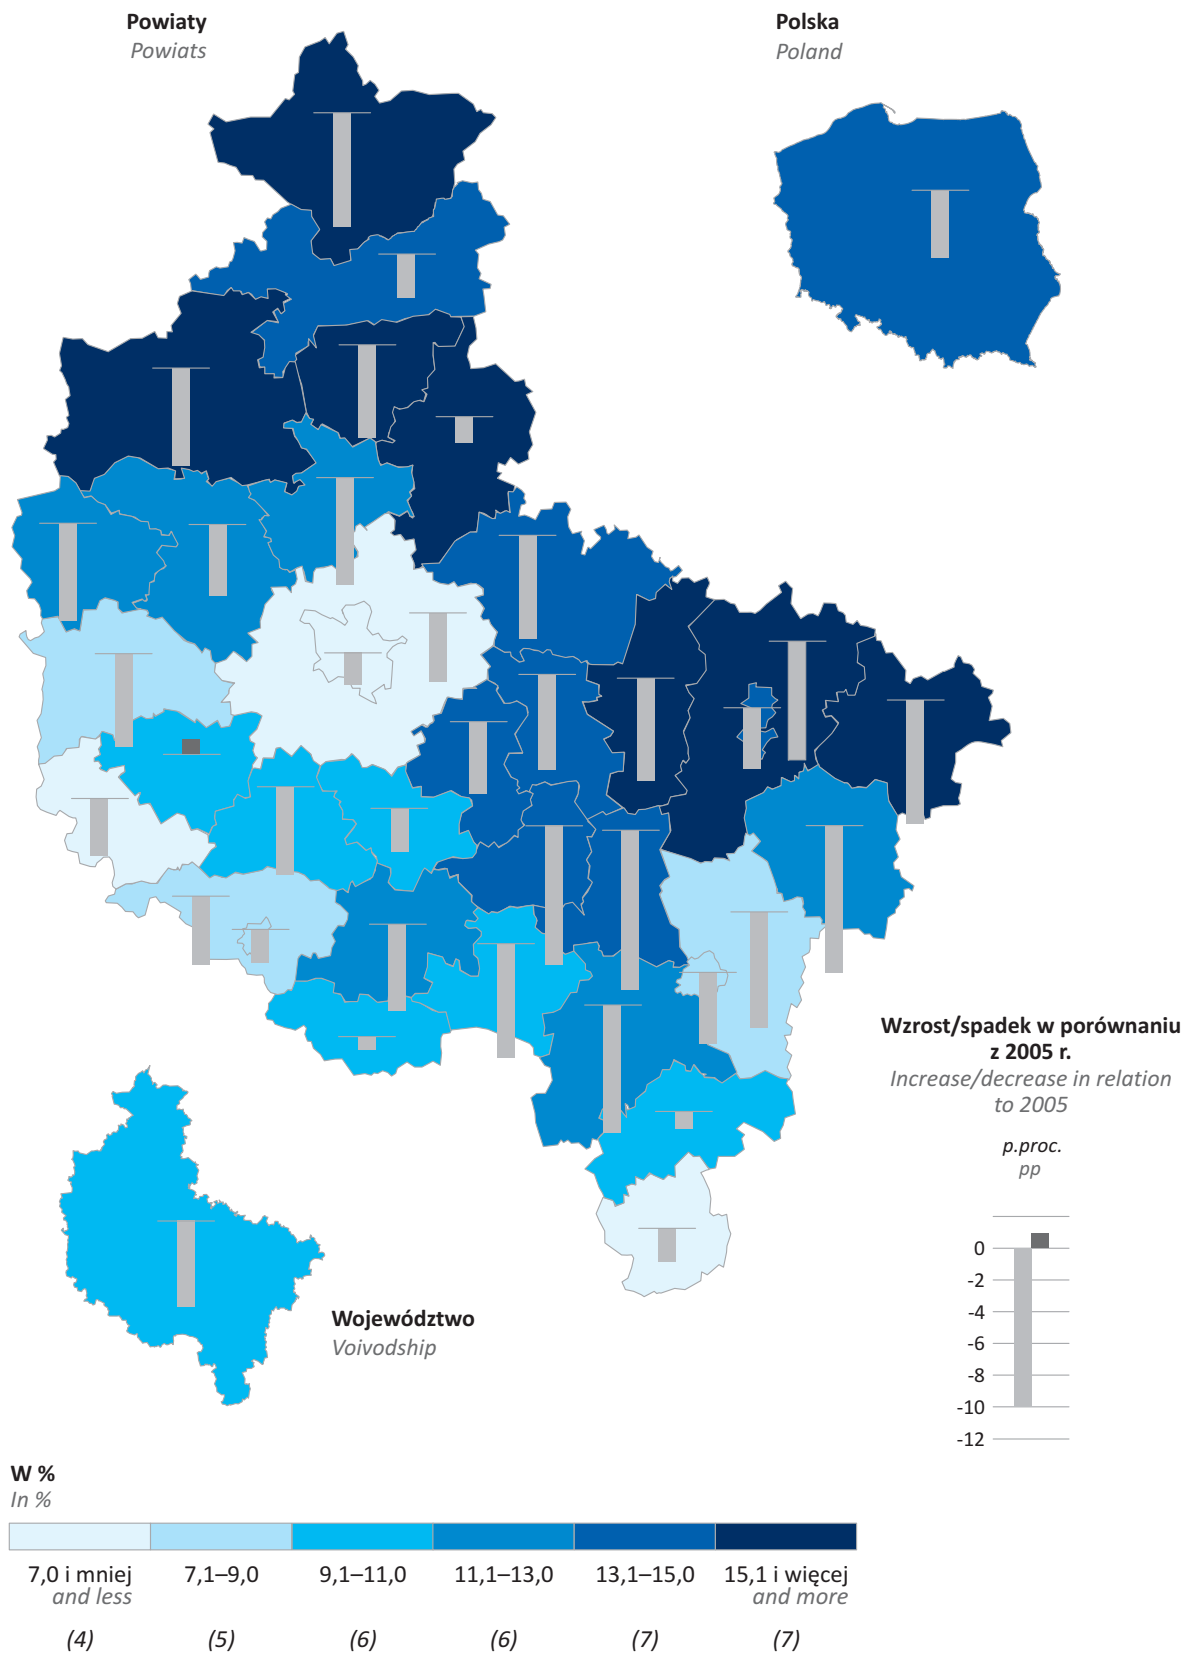 Powiaty
Powiats
Polska
Poland
Wzrost/spadek w porównaniu
z 2005 r.
Increase/decrease in relation
to 2005
p.proc.
pp
0
-2
-4
-6
-8
-10
-12
Województwo
Voivodship
W %
In %
7,0 i mniej 7,1–9,0 9,1–11,0 11,1–13,0 13,1–15,0 15,1 i więcej
and less and more
(4) (5) (6) (6) (7) (7)